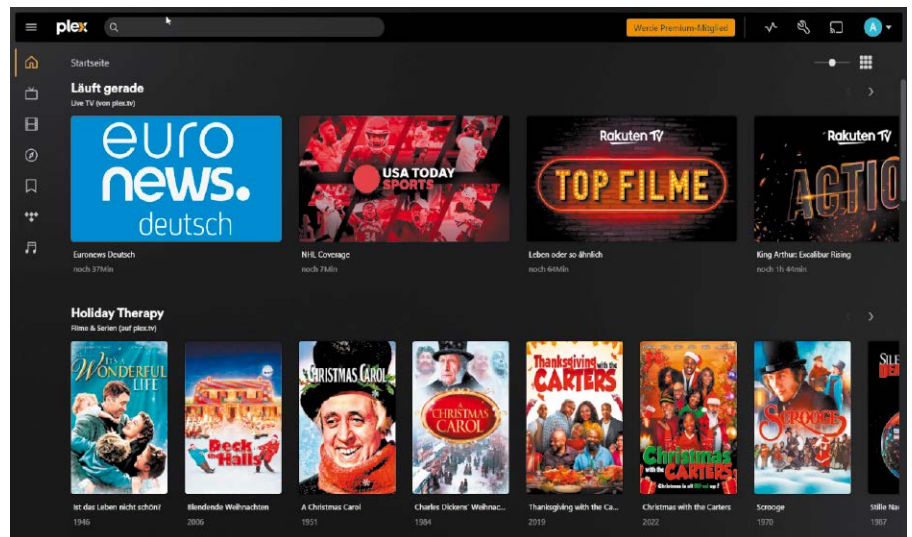 plex
Werde Premium-Mitglied
A
Startseite
Läuft gerade
Live TV (von plex.tv)
euro
news.
deutsch
USA TODAY
SPORTS
Rakuten TV
TOP FILME
Rakuten TV
ACTIO
Euronews Deutsch
NHL Coverage
Leben oder so ähnlich
King Arthur: Excalibur Rising
noch 37Min
noch 7Min
noch 64Min
noch 1h 44min
Holiday Therapy
Filme & Serien (auf plex.tv)
IT'S A
WONDERFUL
LIFE
Deck
the Halls
A CHRISTMAS CAROL
A
CHRISTMAS
CAROL
Thanksgiving with the
CARTERS
Christmas
with the CARTERS
SCROOGE
Ist das Leben nicht schön?
Blendende Weihnachten
A Christmas Carol
Charles Dickens' Weihnac...
Thanksgiving with the Ca...
Christmas with the Carters
Scrooge
Stille Nac
1946
2006
1951
1984
2019
2022
1970
1987